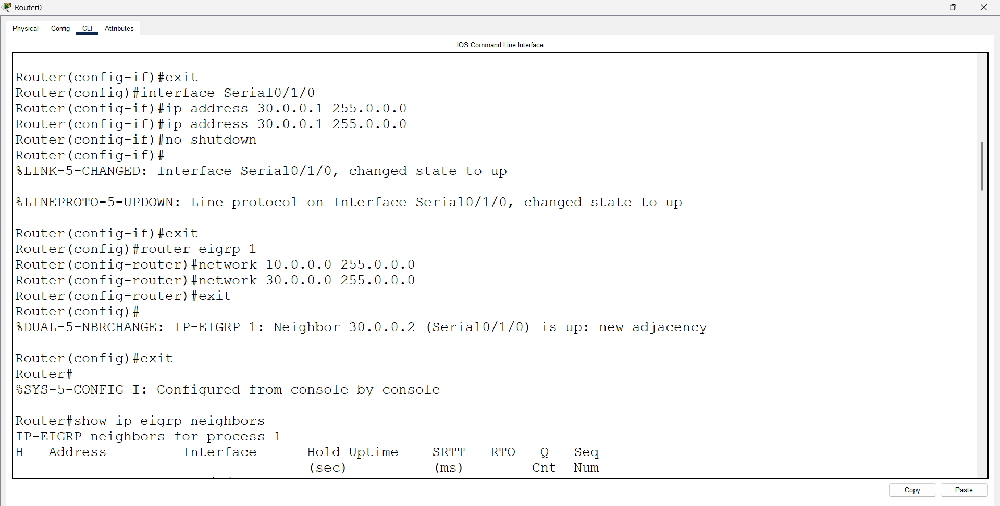 Router0
Physical Config CLI Attributes
IOS Command Line Interface
Router(config-if)#exit
Router(config)#interface Serial0/1/0
Router(config-if)#ip address 30.0.0.1 255.0.0.0
Router(config-if)#ip address 30.0.0.1 255.0.0.0
Router(config-if)#no shutdown
Router(config-if)#
%LINK-5-CHANGED: Interface Serial0/1/0, changed state to up
%LINEPROTO-5-UPDOWN: Line protocol on Interface Serial0/1/0, changed state to up
Router(config-if)#exit
Router(config)#router eigrp 1
Router(config-router)#network 10.0.0.0 255.0.0.0
Router(config-router)#network 30.0.0.0 255.0.0.0
Router(config-router)#exit
Router(config)#
%DUAL-5-NBRCHANGE: IP-EIGRP 1: Neighbor 30.0.0.2 (Serial0/1/0) is up: new adjacency
Router(config)#exit
Router#
%SYS-5-CONFIG_I: Configured from console by console
Router#show ip eigrp neighbors
IP-EIGRP neighbors for process 1
H Address Interface Hold Uptime SRTT RTO Q Seq
(sec) (ms) Cnt Num
Copy Paste